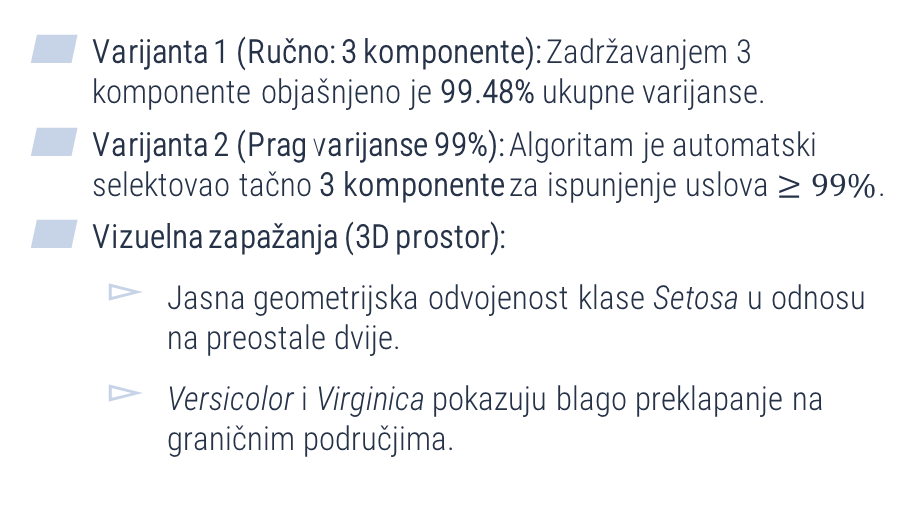 Varijanta 1 (Ručno: 3 komponente): Zadržavanjem 3
komponente objašnjeno je 99.48% ukupne varijanse.
Varijanta 2 (Prag varijanse 99%): Algoritam je automatski
selektovao tačno 3 komponente za ispunjenje uslova ≥ 99%.
Vizuelna zapažanja (3D prostor):
Jasna geometrijska odvojenost klase Setosa u odnosu
na preostale dvije.
Versicolor i Virginica pokazuju blago preklapanje na
graničnim područjima.